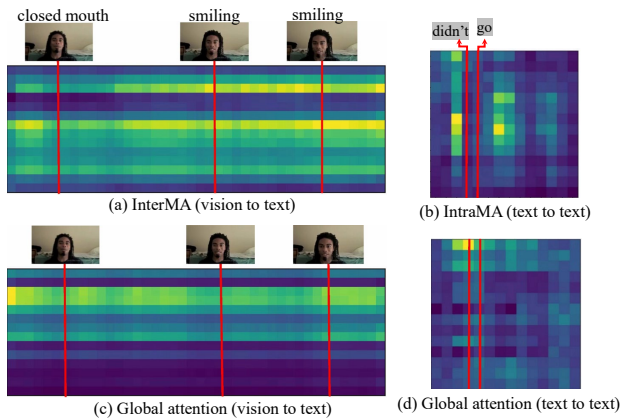 closed mouth smiling smiling
didn't go
(a) InterMA (vision to text)
(b) IntraMA (text to text)
(c) Global attention (vision to text)
(d) Global attention (text to text)